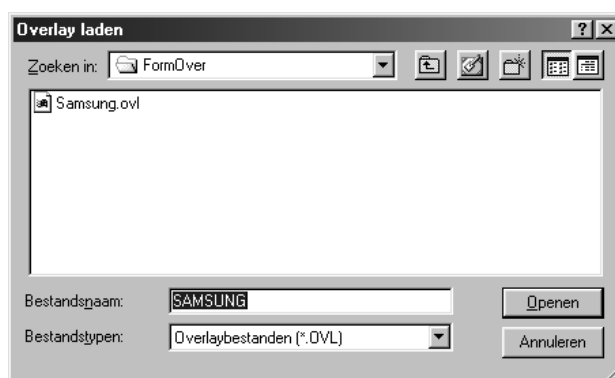 Overlay laden
Zoeken in: FormOver
Samsung.ovl
Bestandsnaam: SAMSUNG Openen
Bestandstypen: Overlaybestanden (*.OVL) Annuleren